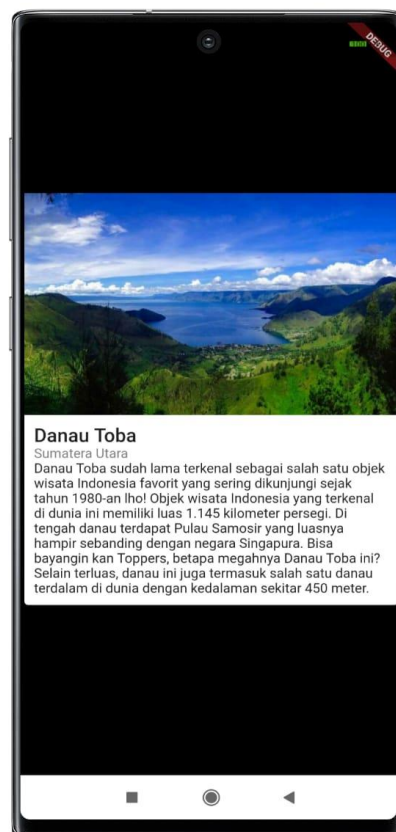 DEBUG
Danau Toba
Sumatera Utara
Danau Toba sudah lama terkenal sebagai salah satu objek
wisata Indonesia favorit yang sering dikunjungi sejak
tahun 1980-an lho! Objek wisata Indonesia yang terkenal
di dunia ini memiliki luas 1.145 kilometer persegi. Di
tengah danau terdapat Pulau Samosir yang luasnya
hampir sebanding dengan negara Singapura. Bisa
bayangin kan Toppers, betapa megahnya Danau Toba ini?
Selain terluas, danau ini juga termasuk salah satu danau
terdalam di dunia dengan kedalaman sekitar 450 meter.